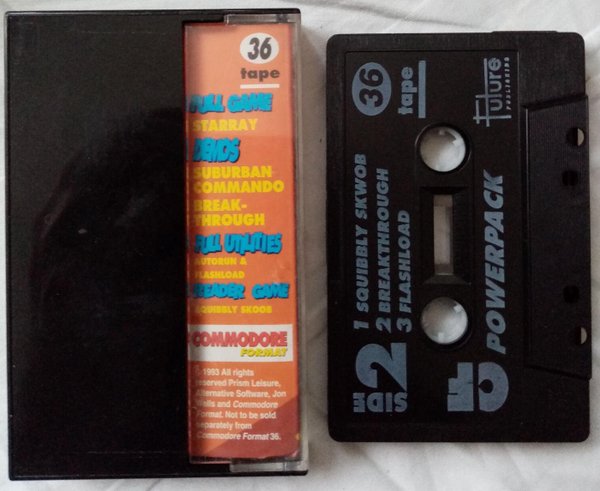 36
tape
FULL GAME
STARRAY
DEMOS
SUBURBAN
COMMANDO
BREAK-
THROUGH
FULL UTILITIES
AUTORUN &
FLASHLOAD
READER GAME
SQUIBBLY SKOOB
COMMODORE
FORMAT
© 1993 All rights
reserved Prism Leisure,
Alternative Software, Jon
Wells and Commodore
Format. Not to be sold
separately from
Commodore Format 36.
36
tape
Future
PUBLISHING
SIDE 2
1 SQUIBBLY SKWOB
2 BREAKTHROUGH
3 FLASHLOAD
CF POWERPACK